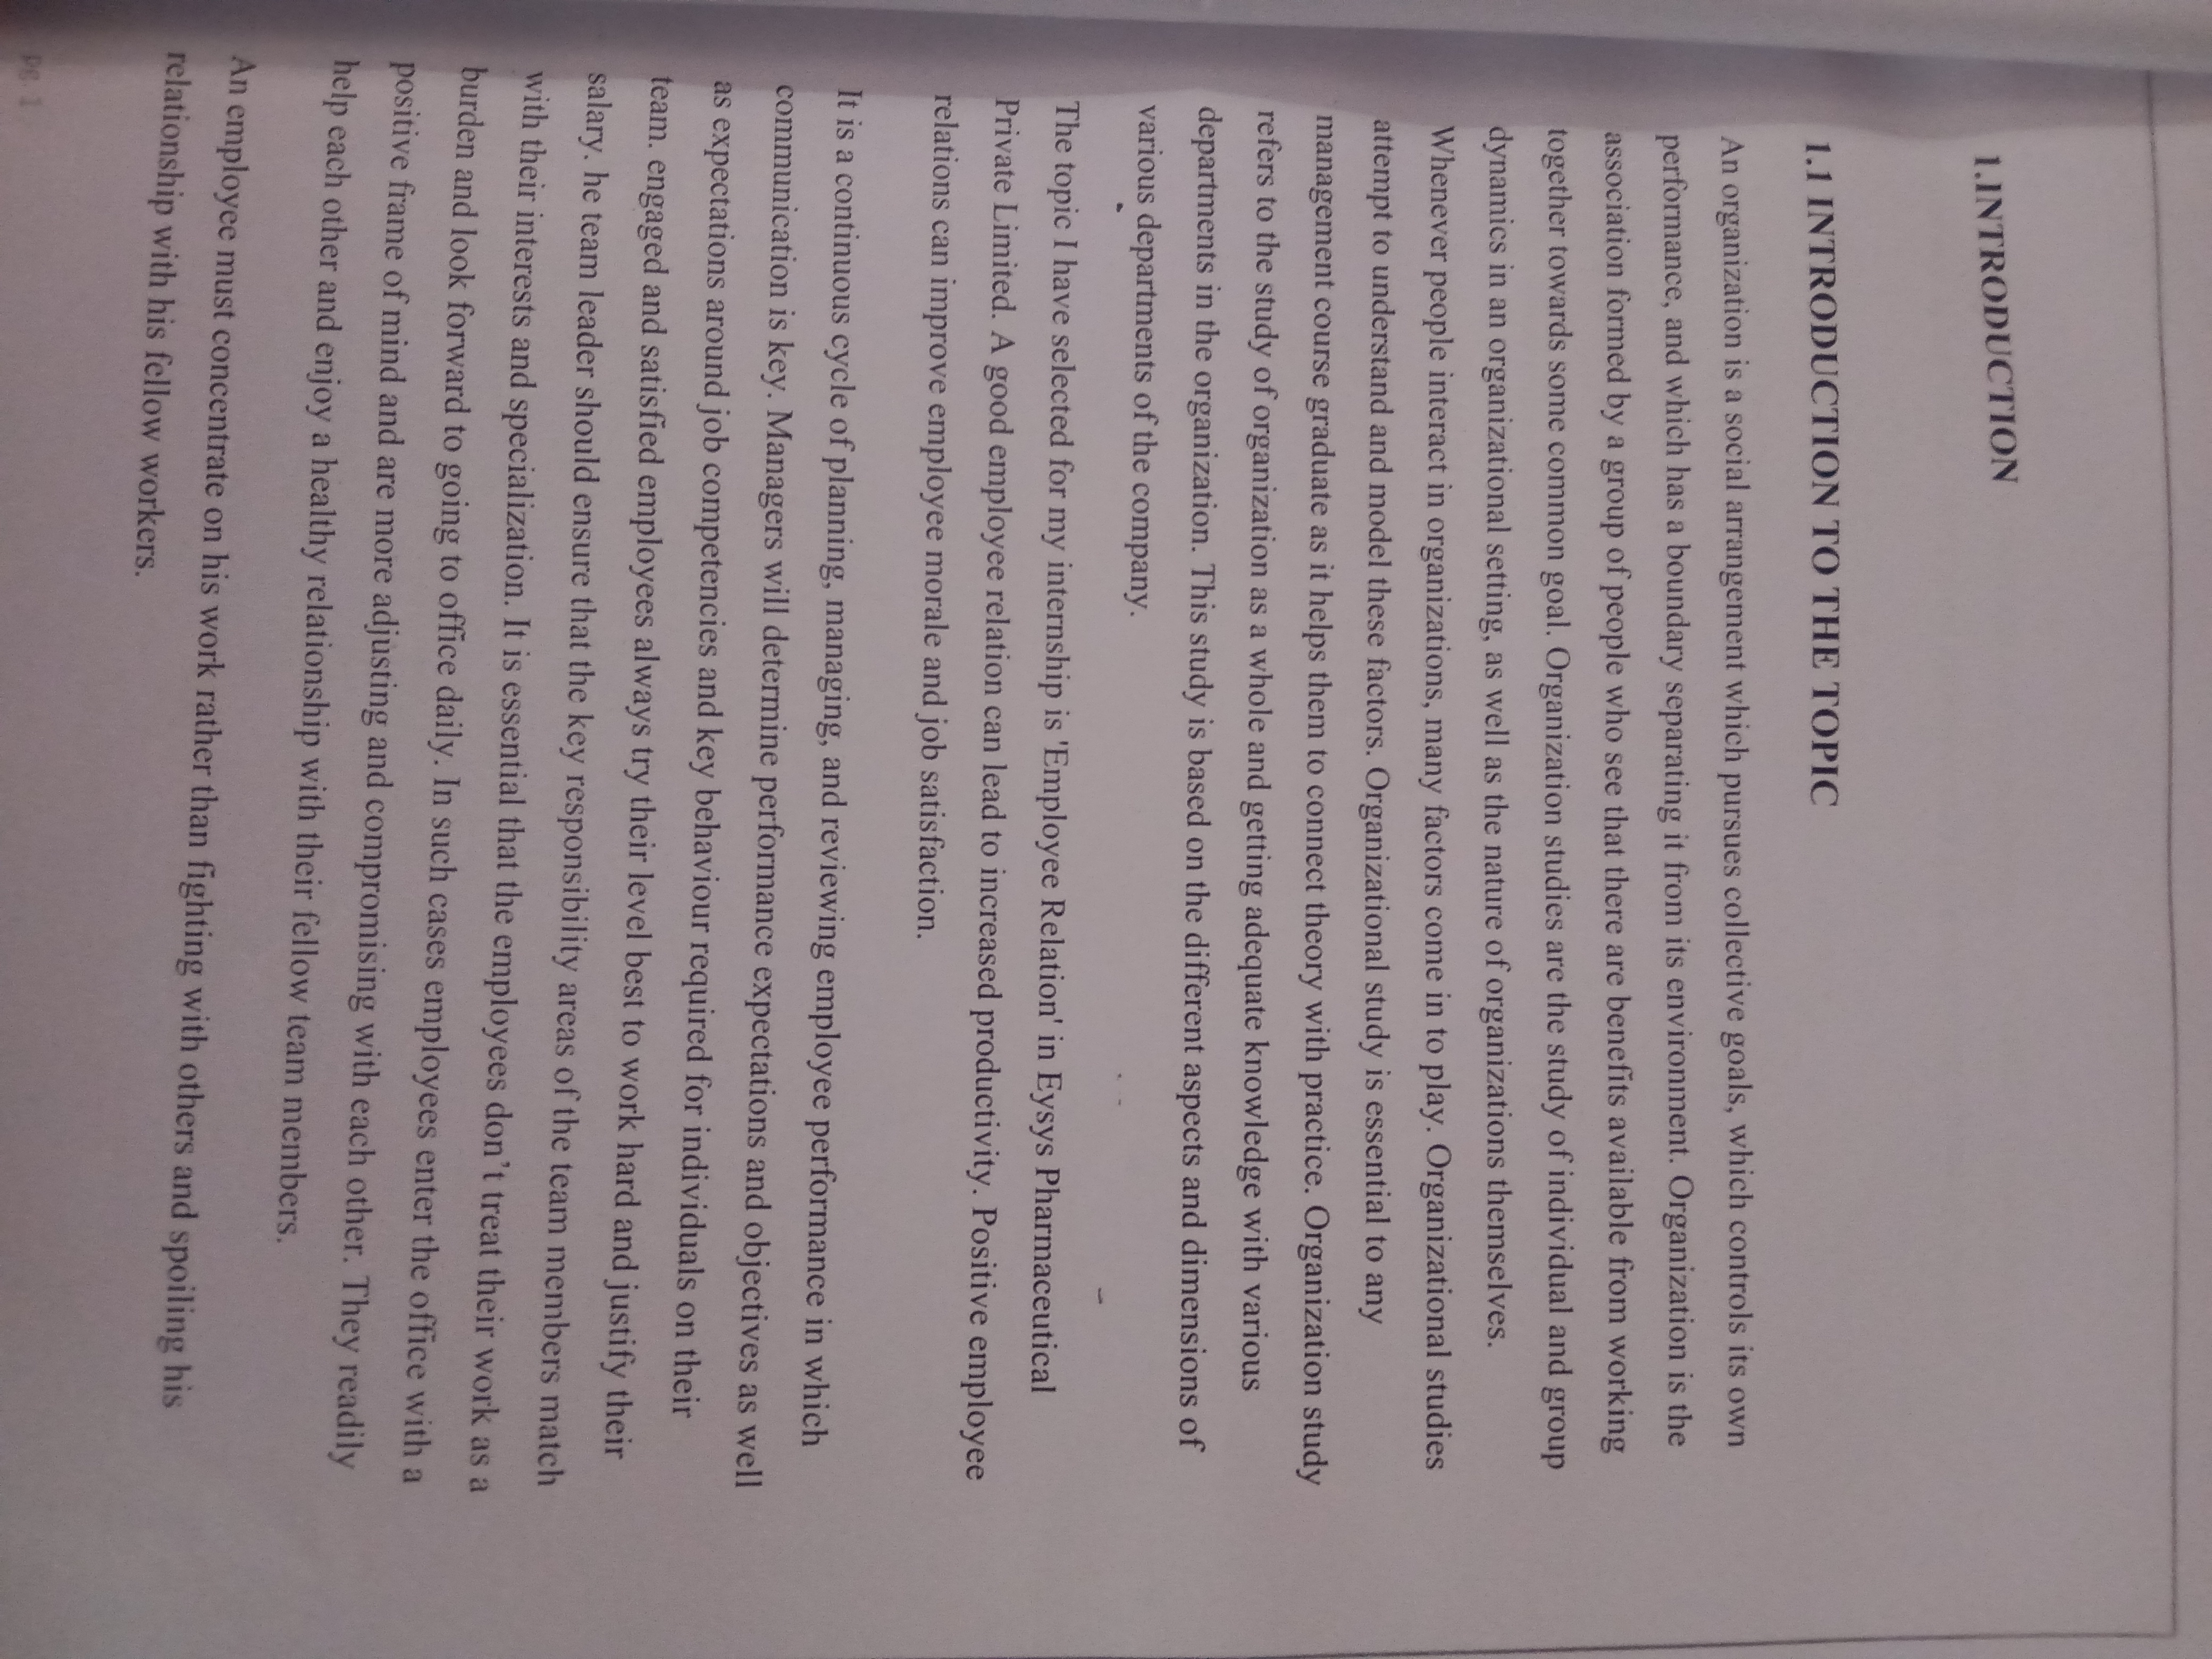 1.INTRODUCTION
1.1 INTRODUCTION TO THE TOPIC
An organization is a social arrangement which pursues collective goals, which controls its own
performance, and which has a boundary separating it from its environment. Organization is the
association formed by a group of people who see that there are benefits available from working
together towards some common goal. Organization studies are the study of individual and group
dynamics in an organizational setting, as well as the nature of organizations themselves.
Whenever people interact in organizations, many factors come in to play. Organizational studies
attempt to understand and model these factors. Organizational study is essential to any
management course graduate as it helps them to connect theory with practice. Organization study
refers to the study of organization as a whole and getting adequate knowledge with various
departments in the organization. This study is based on the different aspects and dimensions of
various departments of the company.
The topic I have selected for my internship is 'Employee Relation' in Eysys Pharmaceutical
Private Limited. A good employee relation can lead to increased productivity. Positive employee
relations can improve employee morale and job satisfaction.
It is a continuous cycle of planning, managing, and reviewing employee performance in which
communication is key. Managers will determine performance expectations and objectives as well
as expectations around job competencies and key behaviour required for individuals on their
team. engaged and satisfied employees always try their level best to work hard and justify their
salary. he team leader should ensure that the key responsibility areas of the team members match
with their interests and specialization. It is essential that the employees don't treat their work as a
burden and look forward to going to office daily. In such cases employees enter the office with a
positive frame of mind and are more adjusting and compromising with each other. They readily
help each other and enjoy a healthy relationship with their fellow team members.
An employee must concentrate on his work rather than fighting with others and spoiling his
relationship with his fellow workers.
pg. 1